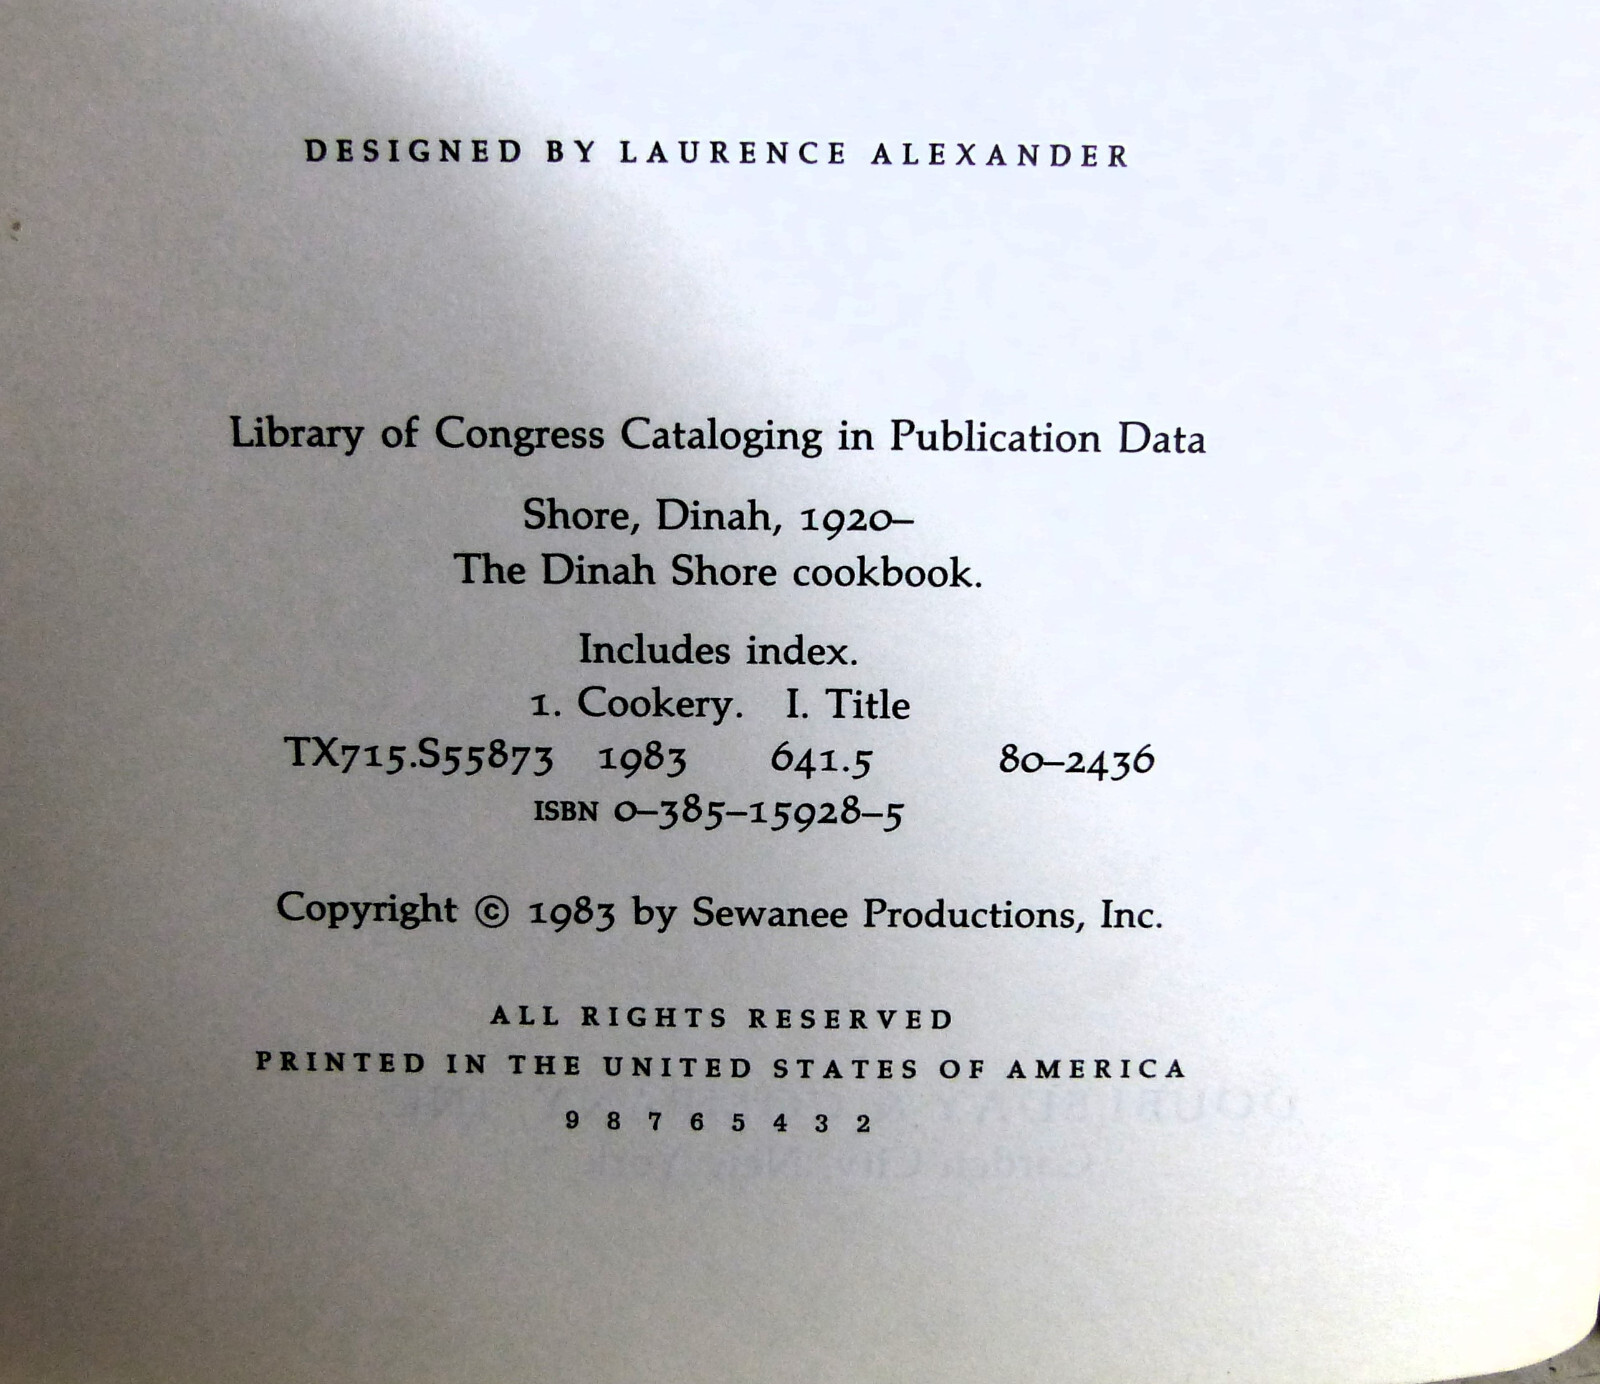 DESIGNED BY LAURENCE ALEXANDER
Library of Congress Cataloging in Publication Data
Shore, Dinah, 1920–
The Dinah Shore cookbook.
Includes index.
1. Cookery. I. Title
TX715.S55873 1983 641.5 80–2436
ISBN 0–385–15928–5
Copyright © 1983 by Sewanee Productions, Inc.
ALL RIGHTS RESERVED
PRINTED IN THE UNITED STATES OF AMERICA
9 8 7 6 5 4 3 2